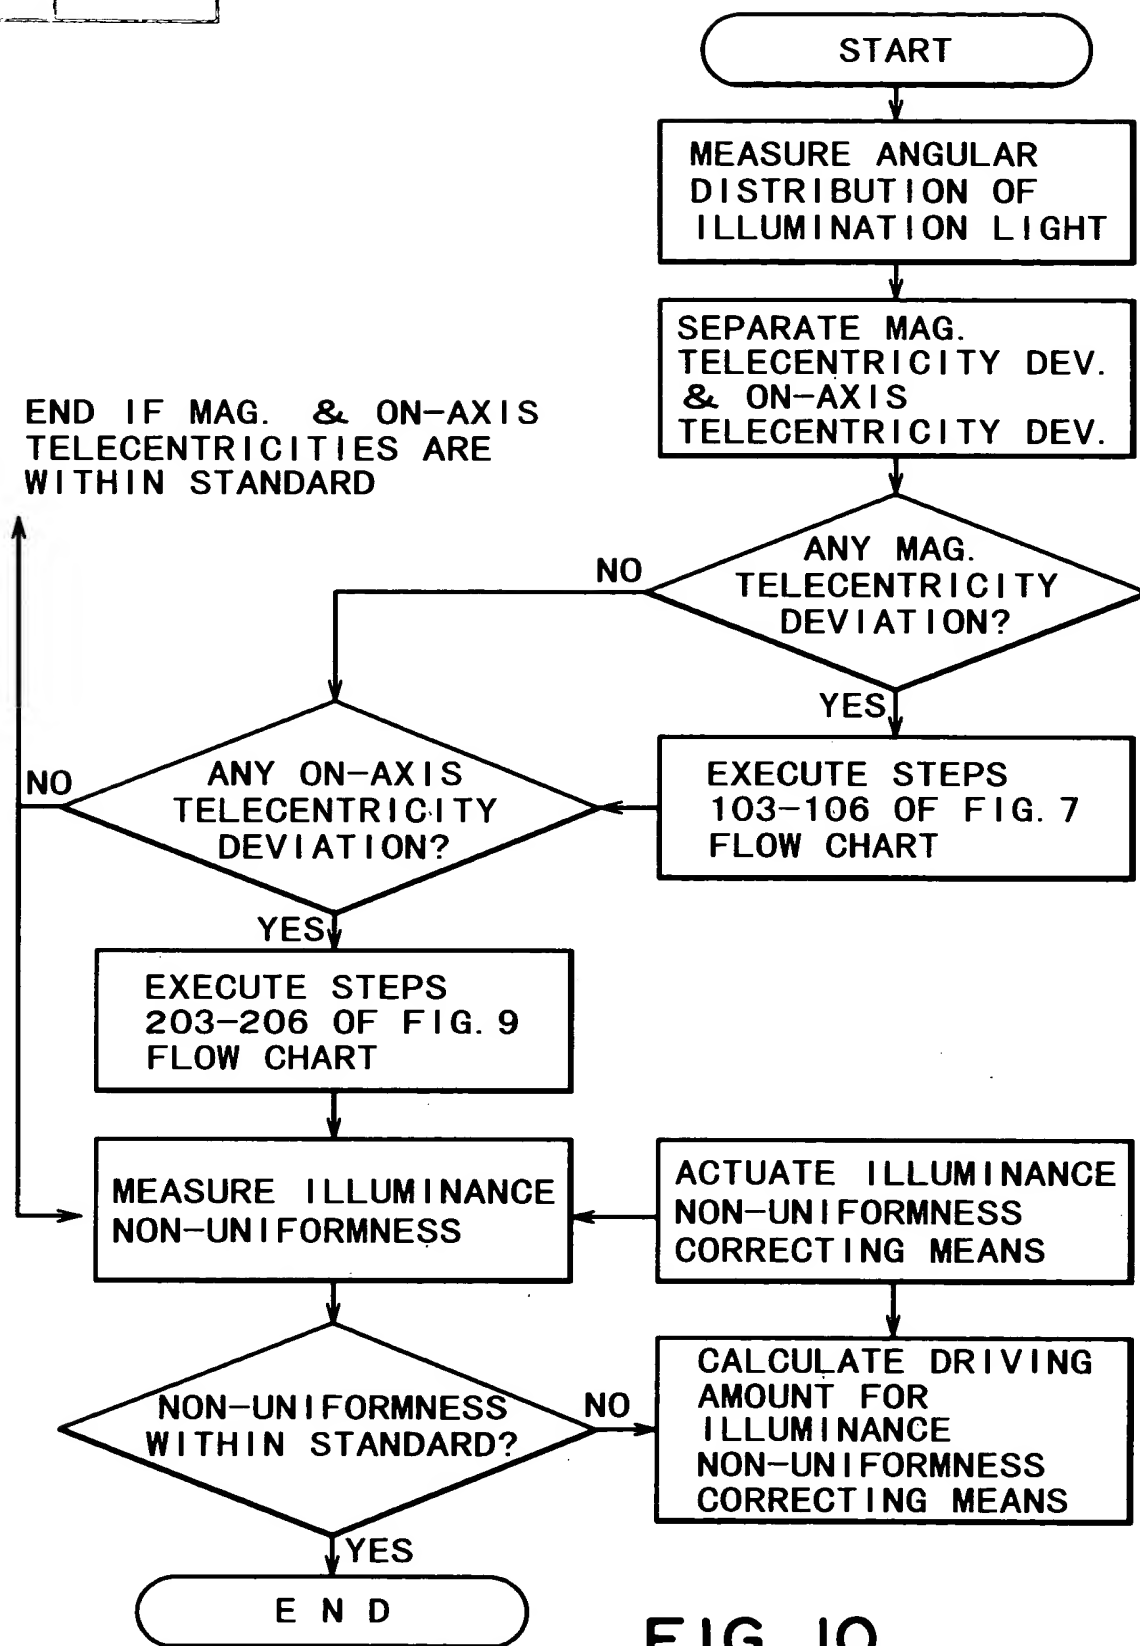 START
MEASURE ANGULAR
DISTRIBUTION OF
ILLUMINATION LIGHT
SEPARATE MAG.
TELECENTRICITY DEV.
& ON-AXIS
TELECENTRICITY DEV.
END IF MAG. & ON-AXIS
TELECENTRICITIES ARE
WITHIN STANDARD
ANY MAG.
TELECENTRICITY
DEVIATION?
NO
YES
ANY ON-AXIS
TELECENTRICITY
DEVIATION?
NO
EXECUTE STEPS
103-106 OF FIG. 7
FLOW CHART
YES
EXECUTE STEPS
203-206 OF FIG. 9
FLOW CHART
MEASURE ILLUMINANCE
NON-UNIFORMNESS
ACTUATE ILLUMINANCE
NON-UNIFORMNESS
CORRECTING MEANS
NON-UNIFORMNESS
WITHIN STANDARD?
NO
CALCULATE DRIVING
AMOUNT FOR
ILLUMINANCE
NON-UNIFORMNESS
CORRECTING MEANS
YES
END
FIG. 10